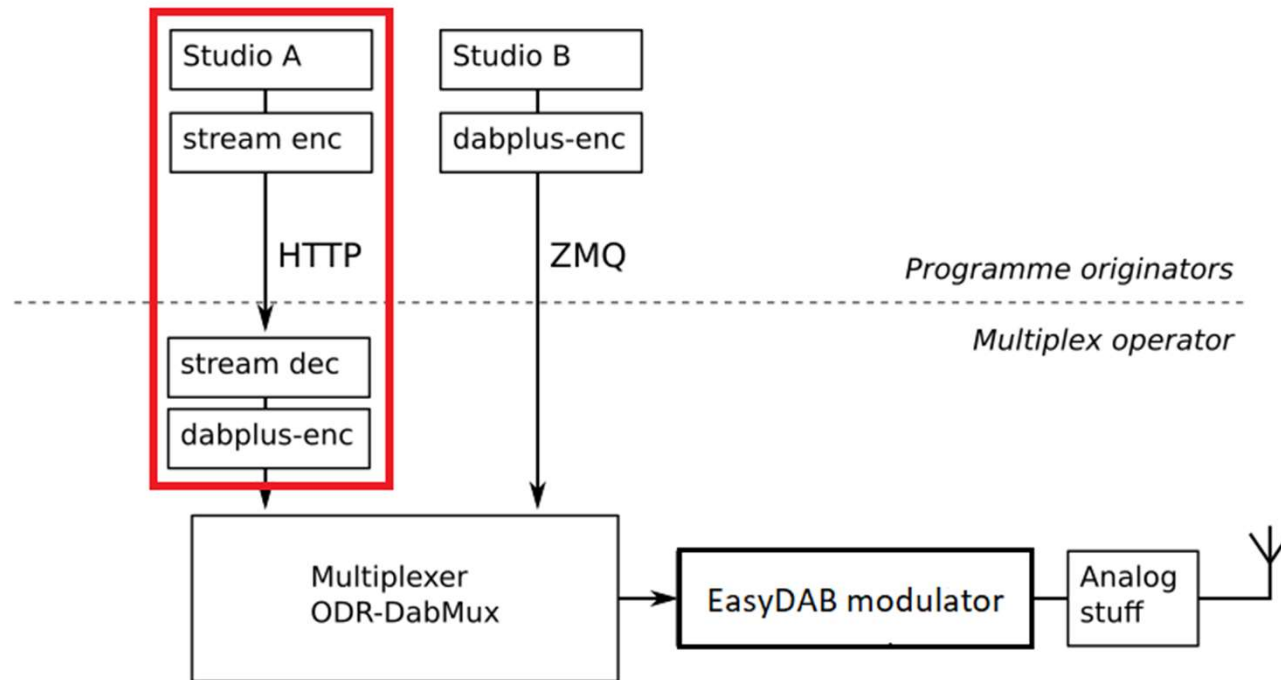 Studio A
Studio B
stream enc
dabplus-enc
HTTP
ZMQ
Programme originators
Multiplex operator
stream dec
dabplus-enc
Multiplexer
ODR-DabMux
EasyDAB modulator
Analog
stuff